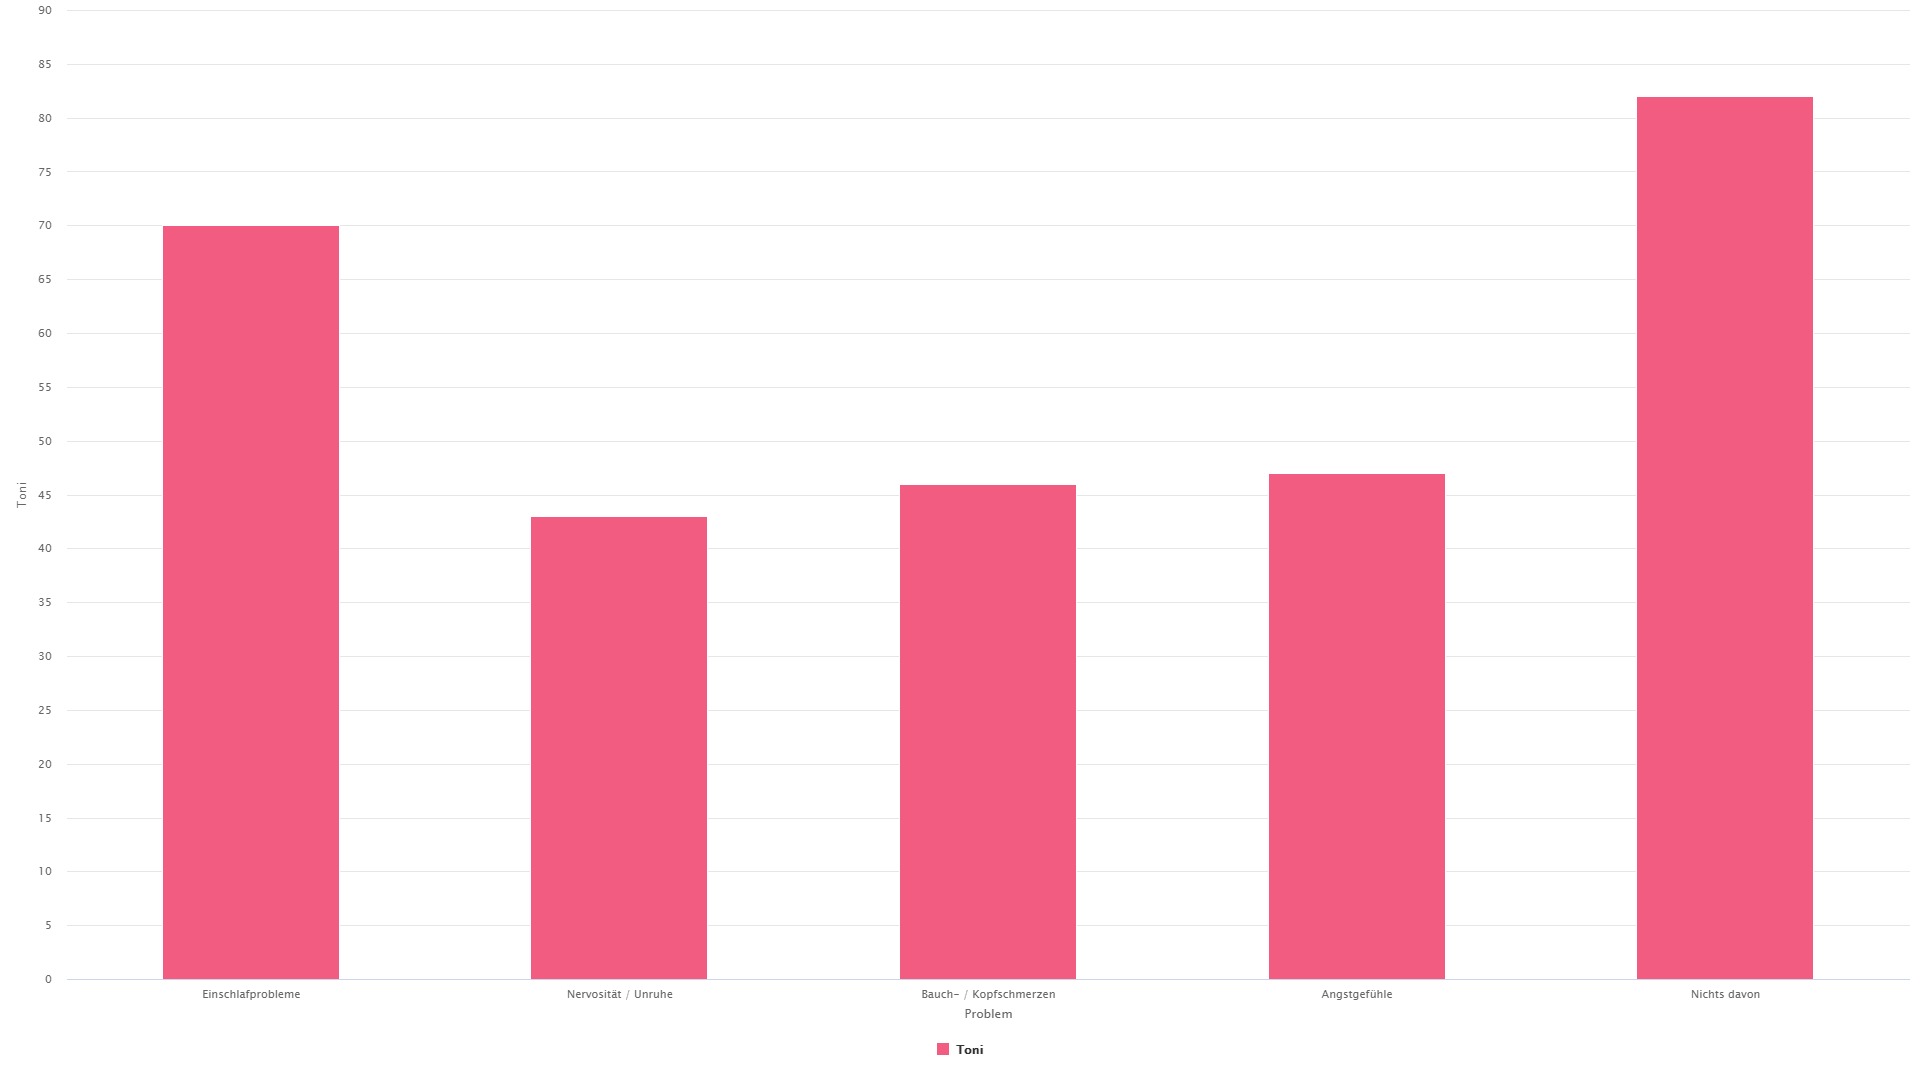 90
85
80
75
70
65
60
55
50
45
40
35
30
25
20
15
10
5
0
Toni
Einschlafprobleme
Nervosität / Unruhe
Bauch- / Kopfschmerzen
Angstgefühle
Nichts davon
Problem
Toni